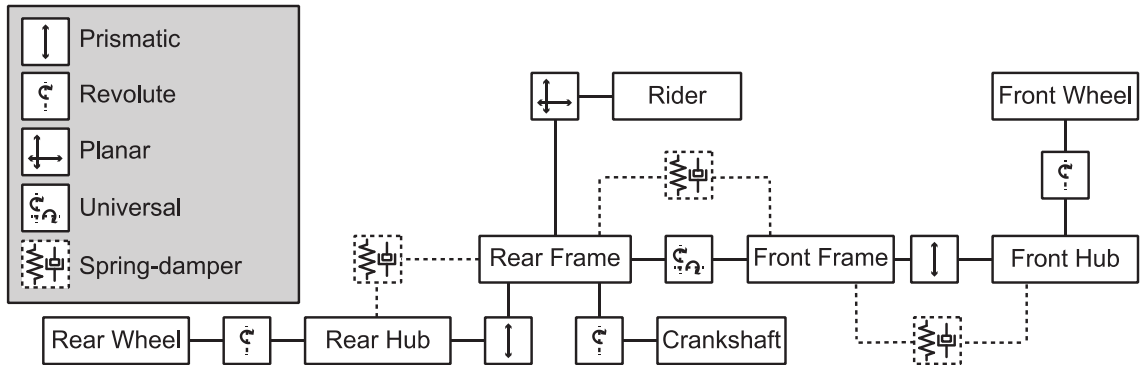 Prismatic
Revolute
Planar
Universal
Spring-damper
Rider
Front Wheel
Rear Frame
Front Frame
Front Hub
Rear Wheel
Rear Hub
Crankshaft